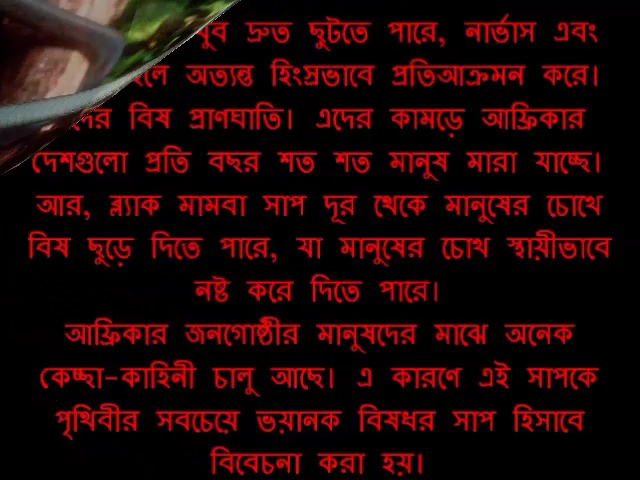 দ্রুত ছুটতে পারে, নার্ভাস এবং
অত্যন্ত হিংস্রভাবে প্রতিআক্রমন করে।
বিষ প্রাণঘাতি। এদের কামড়ে আফ্রিকার
দেশগুলো প্রতি বছর শত শত মানুষ মারা যাচ্ছে।
আর, ব্ল্যাক মামবা সাপ দূর থেকে মানুষের চোখে
বিষ ছুড়ে দিতে পারে, যা মানুষের চোখ স্থায়ীভাবে
নষ্ট করে দিতে পারে।
আফ্রিকার জনগোষ্ঠীর মানুষদের মাঝে অনেক
কেচ্ছা-কাহিনী চালু আছে। এ কারণে এই সাপকে
পৃথিবীর সবচেয়ে ভয়ানক বিষধর সাপ হিসাবে
বিবেচনা করা হয়।